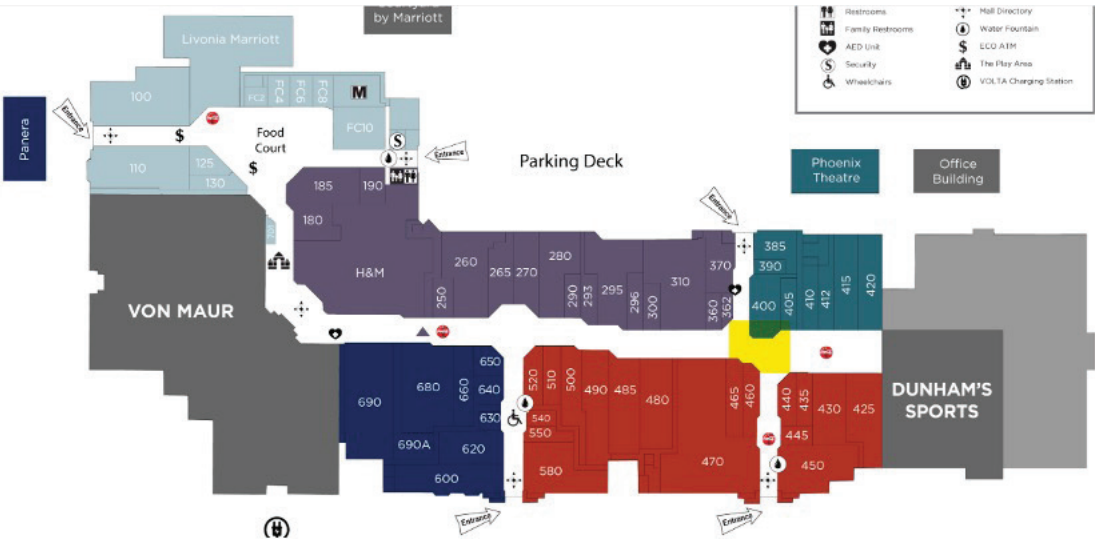 by Marriott
Livonia Marriott
Restrooms
Family Restrooms
AED Unit
Security
Wheelchairs
Mall Directory
Water Fountain
ECO ATM
The Play Area
VOLTA Charging Station
Panera
Entrance
100
FC2
FC4
FC6
FC8
M
FC10
S
$
Food
Court
$
Entrance
110
125
130
Parking Deck
Phoenix
Theatre
Office
Building
Entrance
185
190
180
H&M
250
260
265
270
280
290
293
295
296
300
310
360
362
370
385
390
400
405
410
412
415
420
VON MAUR
DUNHAM'S
SPORTS
690
680
660
650
640
630
690A
620
600
520
510
500
490
485
480
540
550
580
470
465
460
440
435
430
425
445
450
Entrance
Entrance